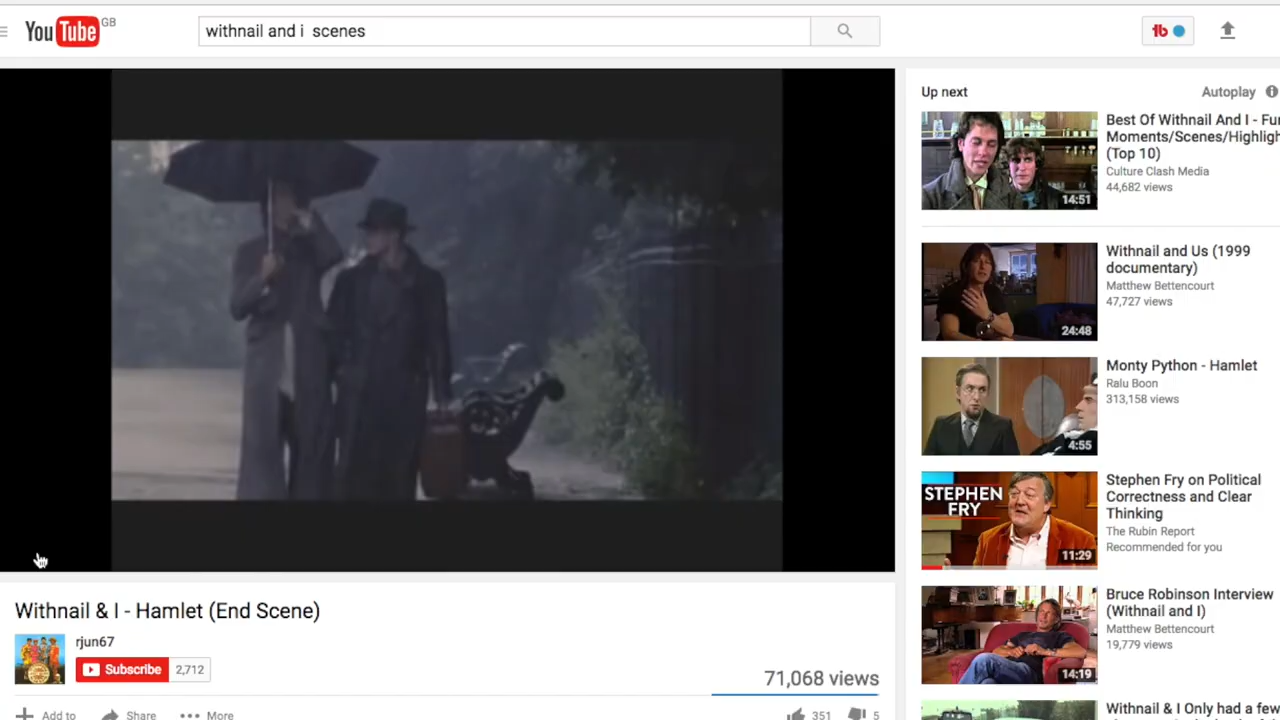 YouTube GB
withnail and i  scenes
Up next
Autoplay
Best Of Withnail And I - Fu
Moments/Scenes/Highligh
(Top 10)
Culture Clash Media
44,682 views
14:51
Withnail and Us (1999
documentary)
Matthew Bettencourt
47,727 views
24:48
Monty Python - Hamlet
Ralu Boon
313,158 views
4:55
STEPHEN
FRY
Stephen Fry on Political
Correctness and Clear
Thinking
The Rubin Report
Recommended for you
11:29
Bruce Robinson Interview
(Withnail and I)
Matthew Bettencourt
19,779 views
14:19
Withnail & I Only had a few
Withnail & I - Hamlet (End Scene)
rjun67
Subscribe 2,712
71,068 views
Add to Share More 351 5